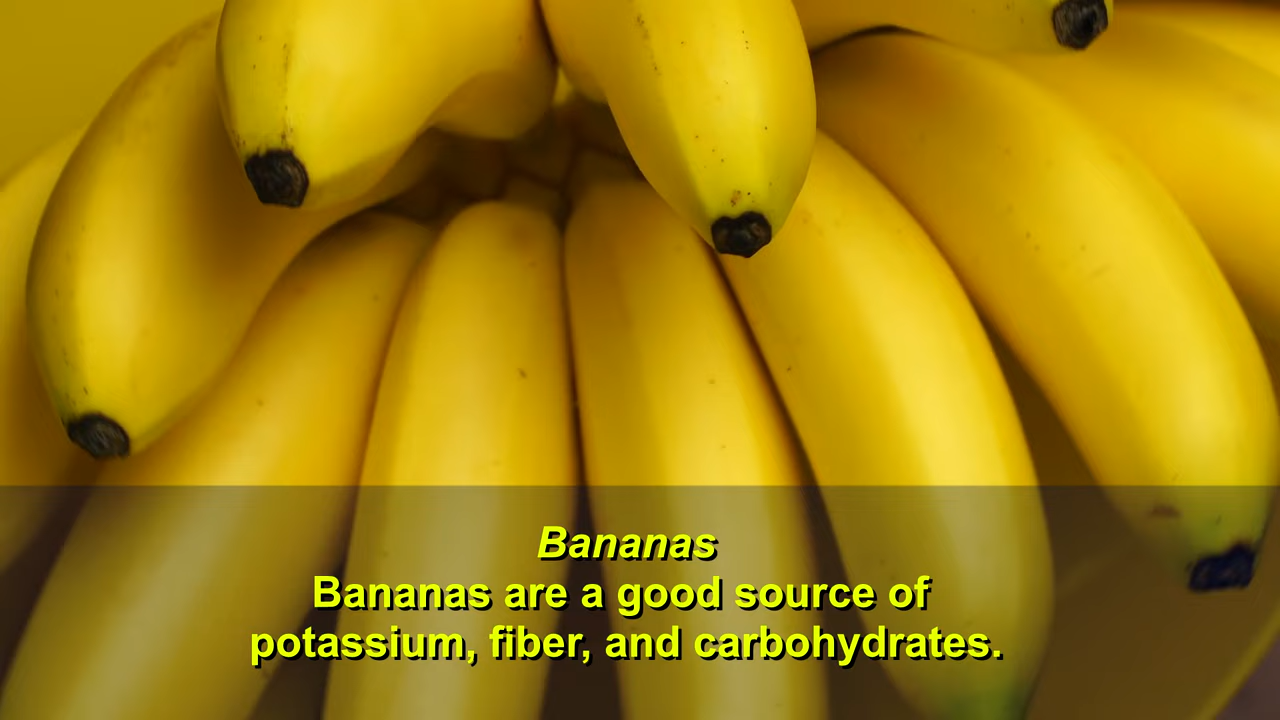 Bananas
Bananas are a good source of
potassium, fiber, and carbohydrates.